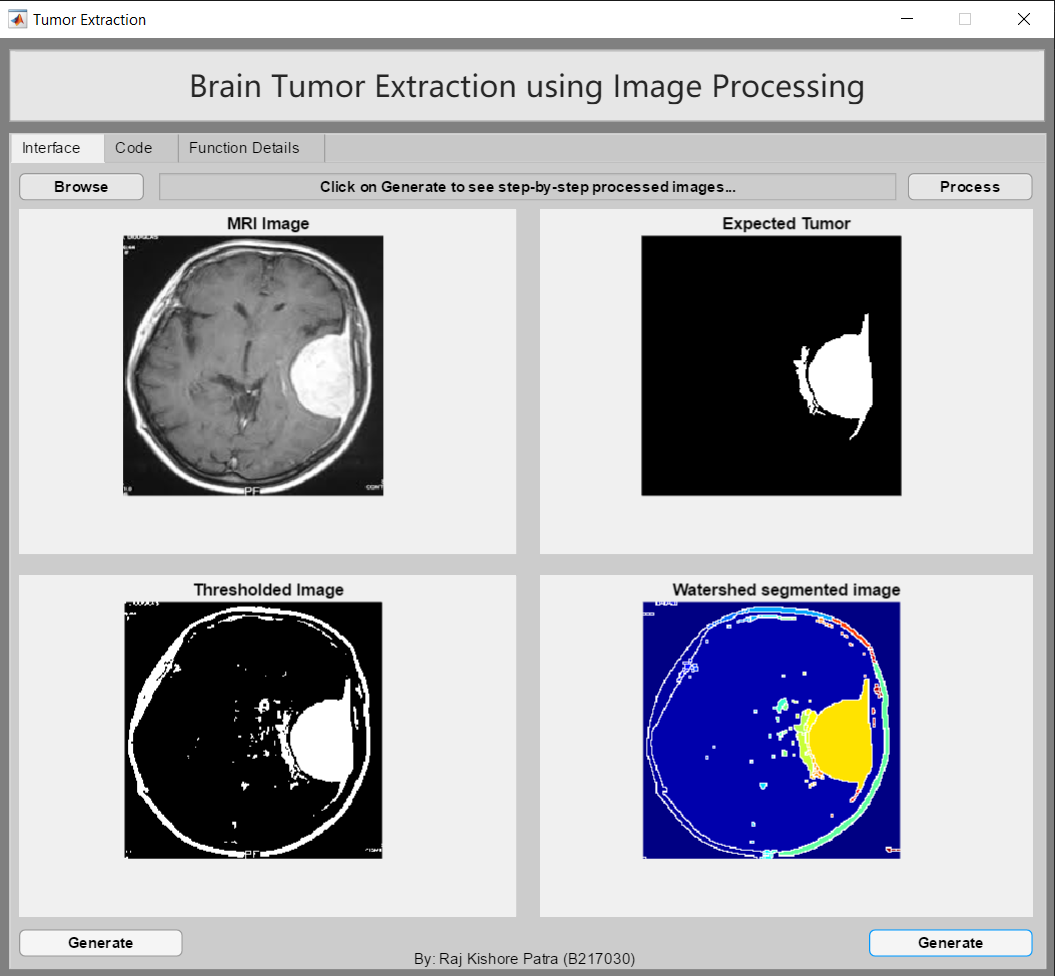 Tumor Extraction
Brain Tumor Extraction using Image Processing
Interface Code Function Details
Browse Click on Generate to see step-by-step processed images... Process
MRI Image
Expected Tumor
PF
Thresholded Image
Watershed segmented image
PF
Generate
Generate
By: Raj Kishore Patra (B217030)